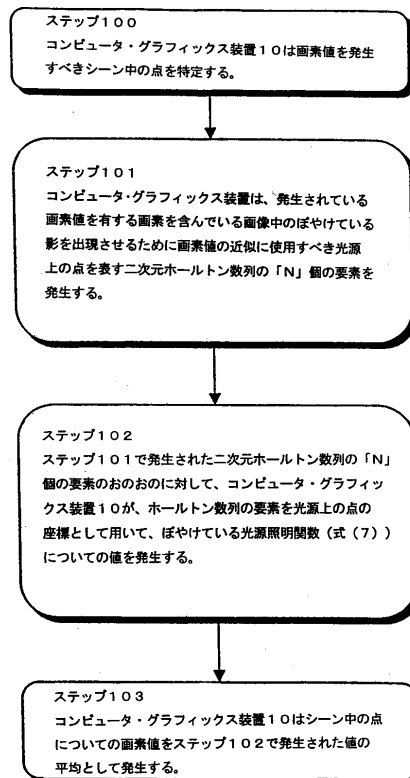 ステップ100
コンピュータ・グラフィックス装置10は画素値を発生
すべきシーン中の点を特定する。
ステップ101
コンピュータ・グラフィックス装置は、発生されている
画素値を有する画素を含んでいる画像中のぼやけている
影を出現させるために画素値の近似に使用すべき光源
上の点を表す二次元ホールトン数列の「N」個の要素を
発生する。
ステップ102
ステップ101で発生された二次元ホールトン数列の「N」
個の要素のおのおのに対して、コンピュータ・グラフィッ
クス装置10が、ホールトン数列の要素を光源上の点の
座標として用いて、ぼやけている光源照明関数（式（7））
についての値を発生する。
ステップ103
コンピュータ・グラフィックス装置10はシーン中の点
についての画素値をステップ102で発生された値の
平均として発生する。